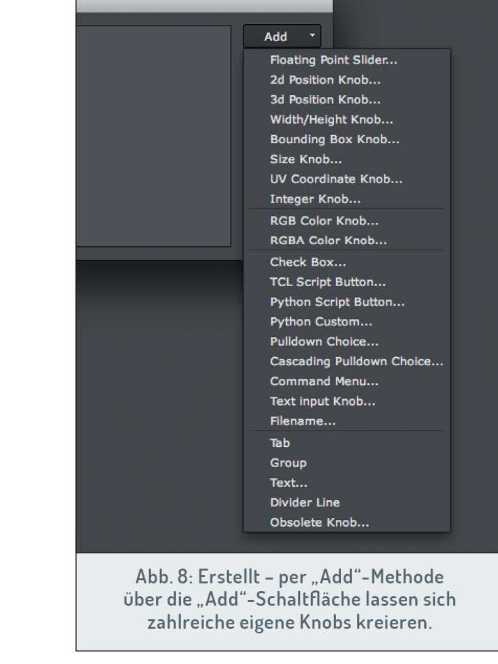 Add
Floating Point Slider...
2d Position Knob...
3d Position Knob...
Width/Height Knob...
Bounding Box Knob...
Size Knob...
UV Coordinate Knob...
Integer Knob...
RGB Color Knob...
RGBA Color Knob...
Check Box...
TCL Script Button...
Python Script Button...
Python Custom...
Pulldown Choice...
Cascading Pulldown Choice...
Command Menu...
Text input Knob...
Filename...
Tab
Group
Text...
Divider Line
Obsolete Knob...
Abb. 8: Erstellt – per „Add“-Methode
über die „Add“-Schaltfläche lassen sich
zahlreiche eigene Knobs kreieren.